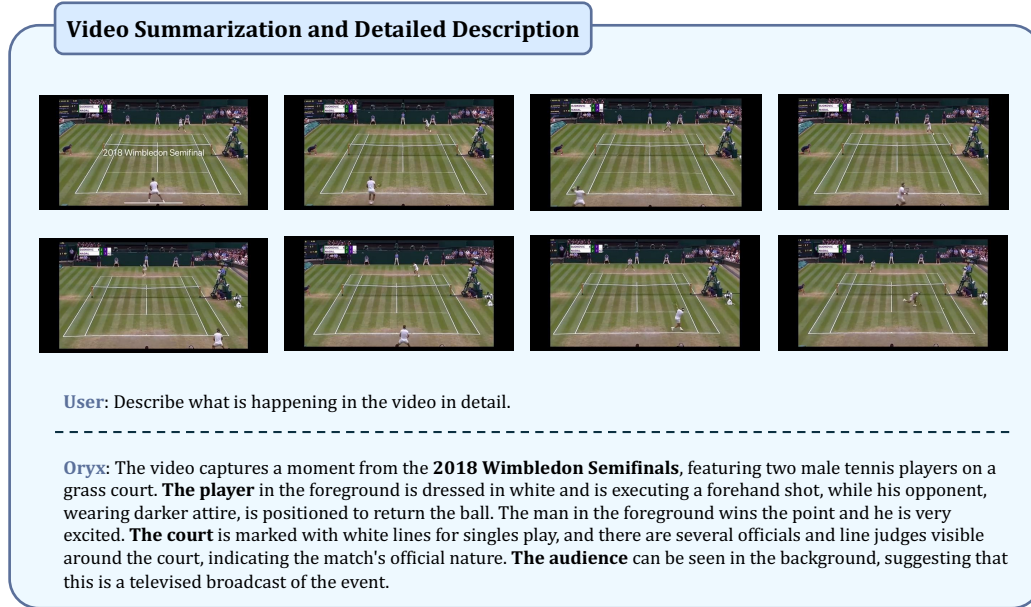 Video Summarization and Detailed Description
2018 Wimbledon Semifinal
User: Describe what is happening in the video in detail.
Oryx: The video captures a moment from the 2018 Wimbledon Semifinals, featuring two male tennis players on a
grass court. The player in the foreground is dressed in white and is executing a forehand shot, while his opponent,
wearing darker attire, is positioned to return the ball. The man in the foreground wins the point and he is very
excited. The court is marked with white lines for singles play, and there are several officials and line judges visible
around the court, indicating the match's official nature. The audience can be seen in the background, suggesting that
this is a televised broadcast of the event.